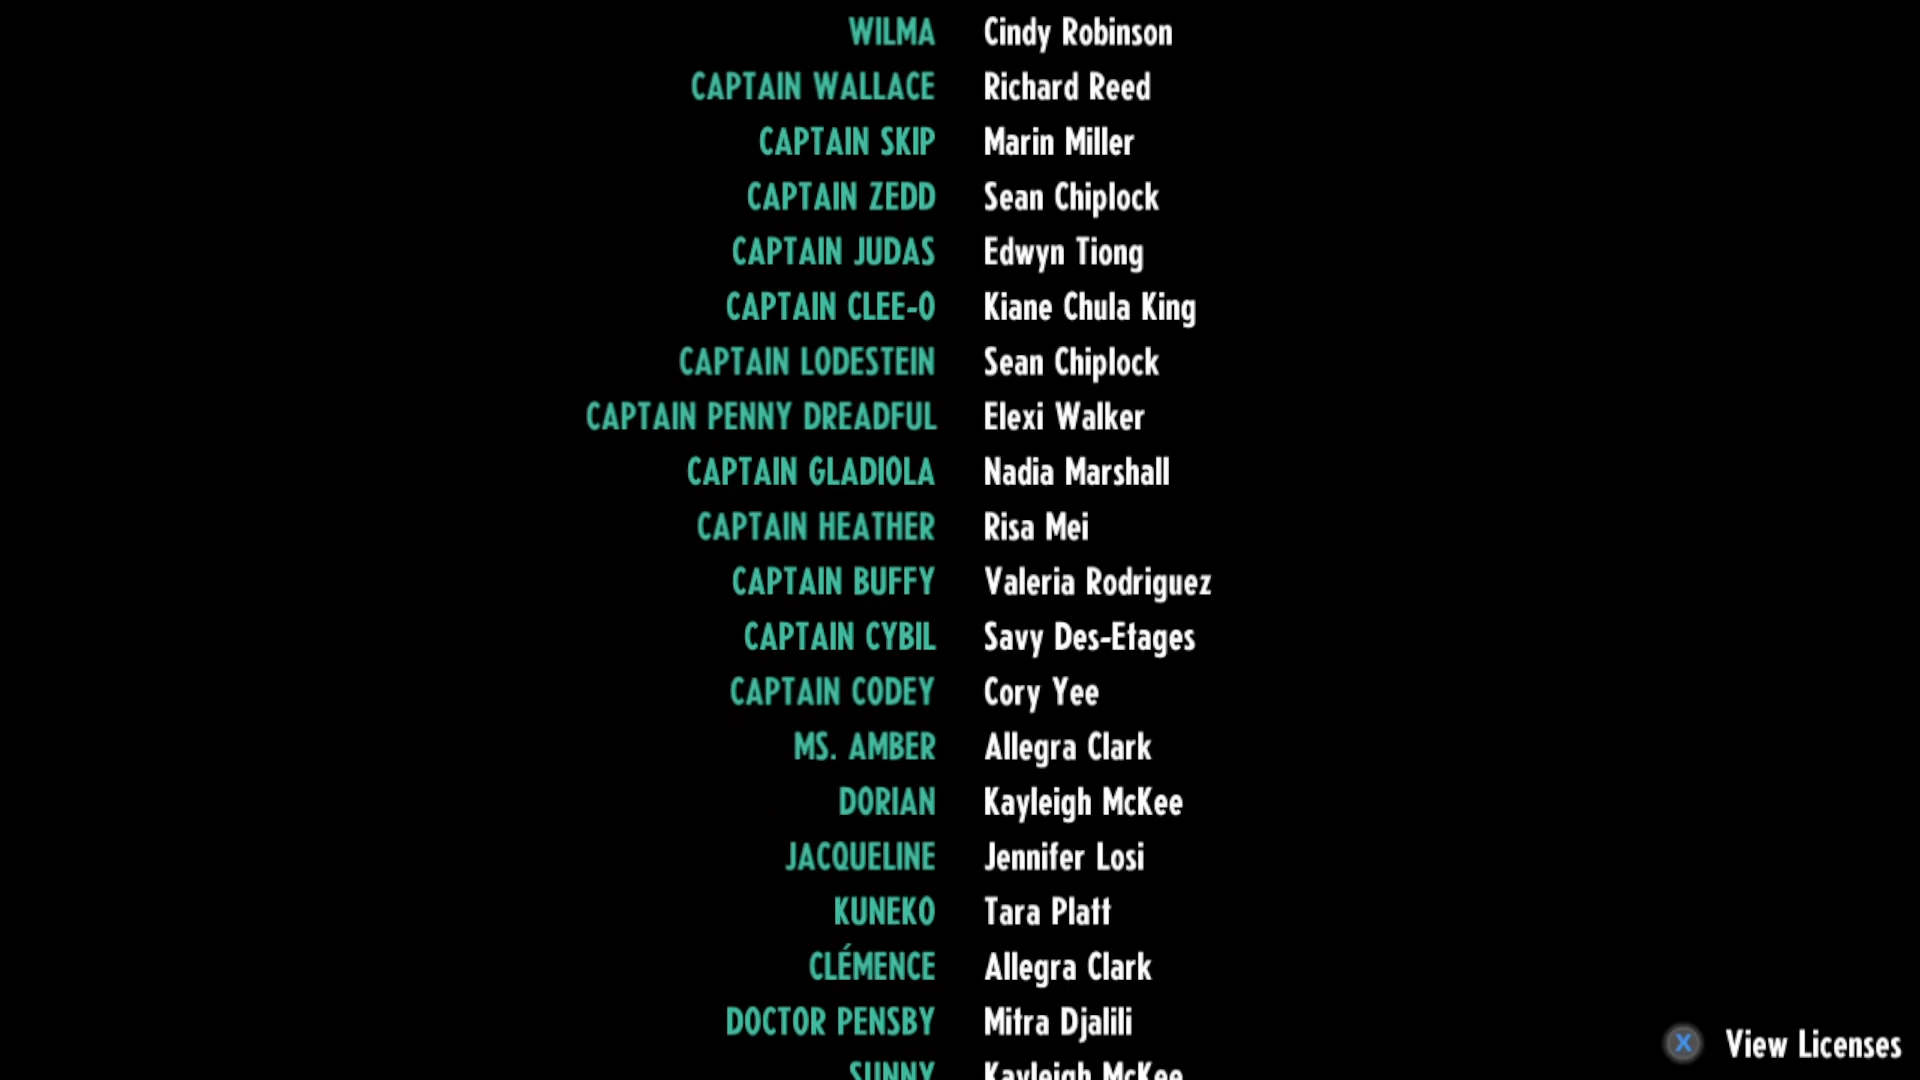 WILMA Cindy Robinson
CAPTAIN WALLACE Richard Reed
CAPTAIN SKIP Marin Miller
CAPTAIN ZEDD Sean Chiplock
CAPTAIN JUDAS Edwyn Tiong
CAPTAIN CLEE-O Kiane Chula King
CAPTAIN LODESTEIN Sean Chiplock
CAPTAIN PENNY DREADFUL Elexi Walker
CAPTAIN GLADIOLA Nadia Marshall
CAPTAIN HEATHER Risa Mei
CAPTAIN BUFFY Valeria Rodriguez
CAPTAIN CYBIL Savy Des-Etages
CAPTAIN CODEY Cory Yee
MS. AMBER Allegra Clark
DORIAN Kayleigh McKee
JACQUELINE Jennifer Losi
KUNEKO Tara Platt
CLÉMENCE Allegra Clark
DOCTOR PENSBY Mitra Djalili
SUNNY Kayleigh McKee
X View Licenses